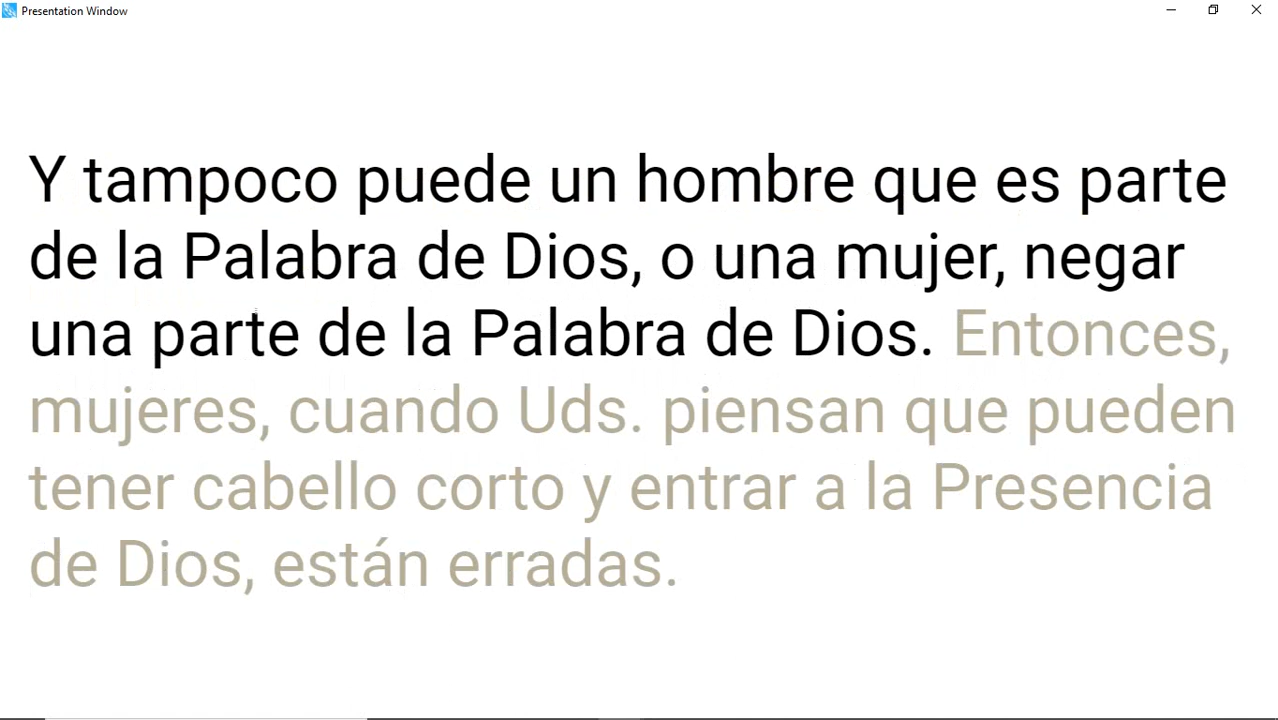 Presentation Window
Y tampoco puede un hombre que es parte
de la Palabra de Dios, o una mujer, negar
una parte de la Palabra de Dios. Entonces,
mujeres, cuando Uds. piensan que pueden
tener cabello corto y entrar a la Presencia
de Dios, están erradas.